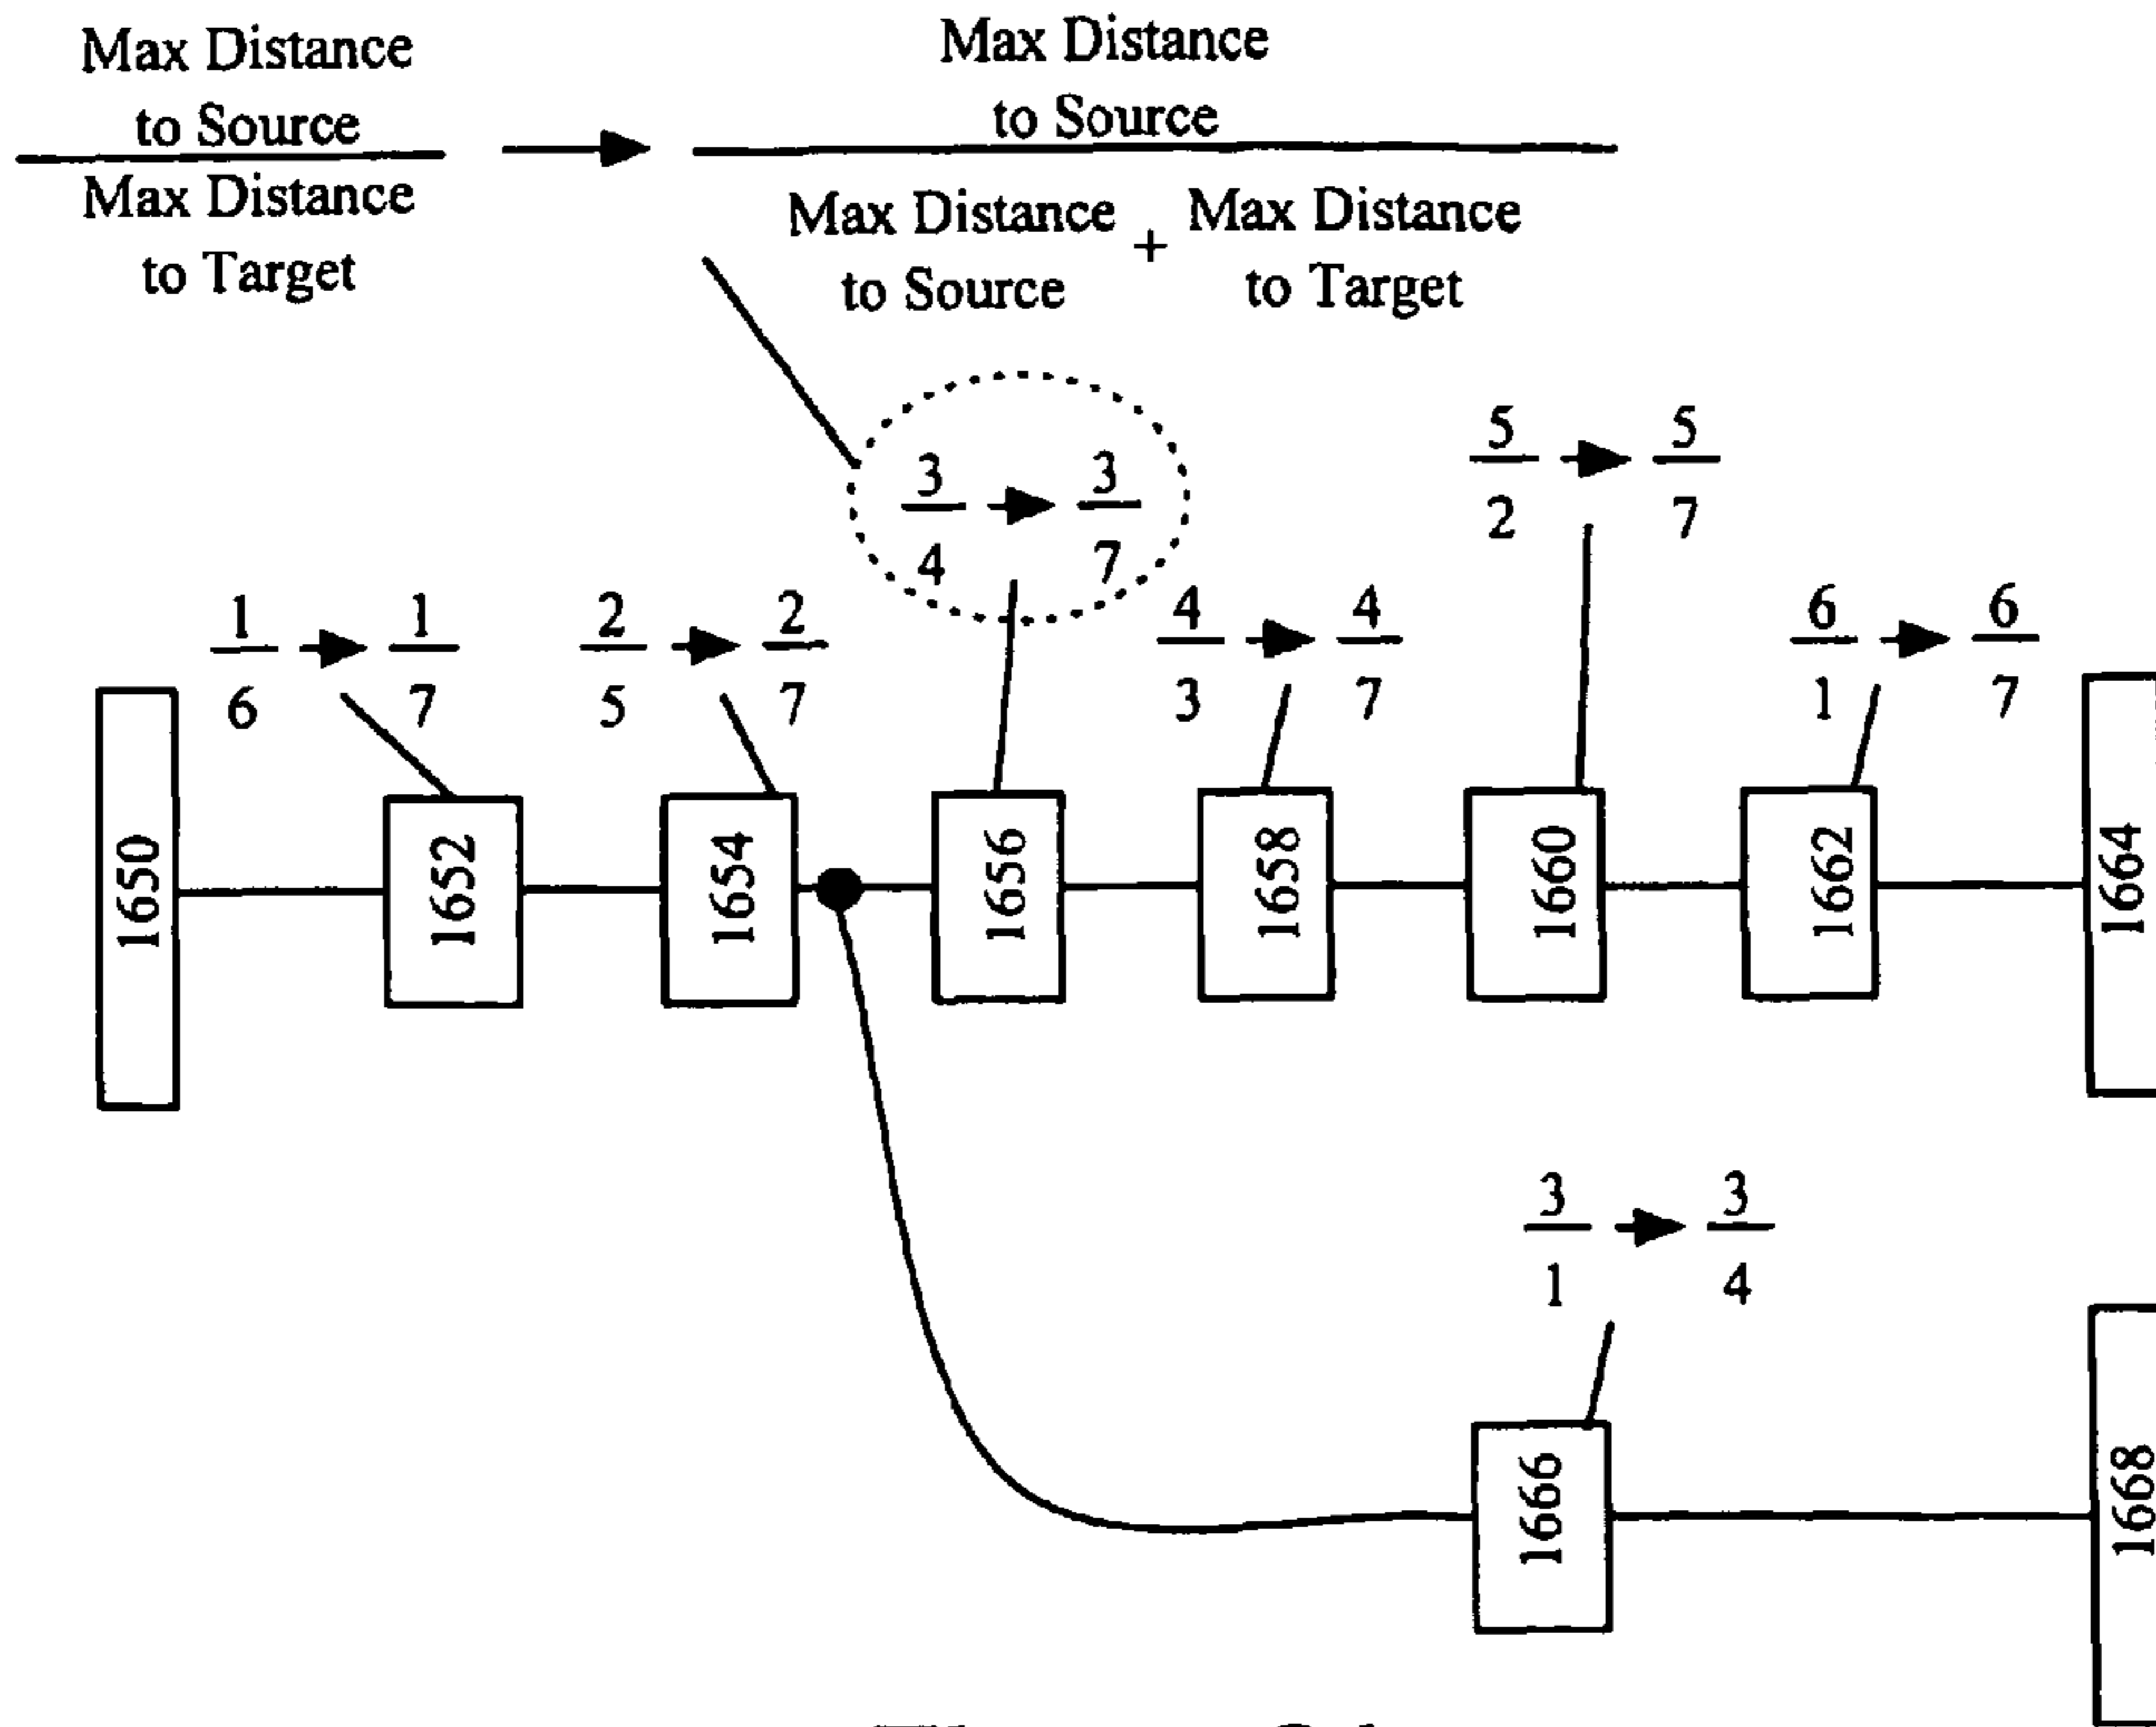 Max Distance
to Source
Max Distance
to Target
Max Distance
to Source
Max Distance
to Source
+
Max Distance
to Target
3 3
4 7
5 5
2 7
1 1
6 7
2 2
5 7
4 4
3 7
6 6
1 7
1650
1652
1654
1656
1658
1660
1662
1664
3 3
1 4
1666
1668